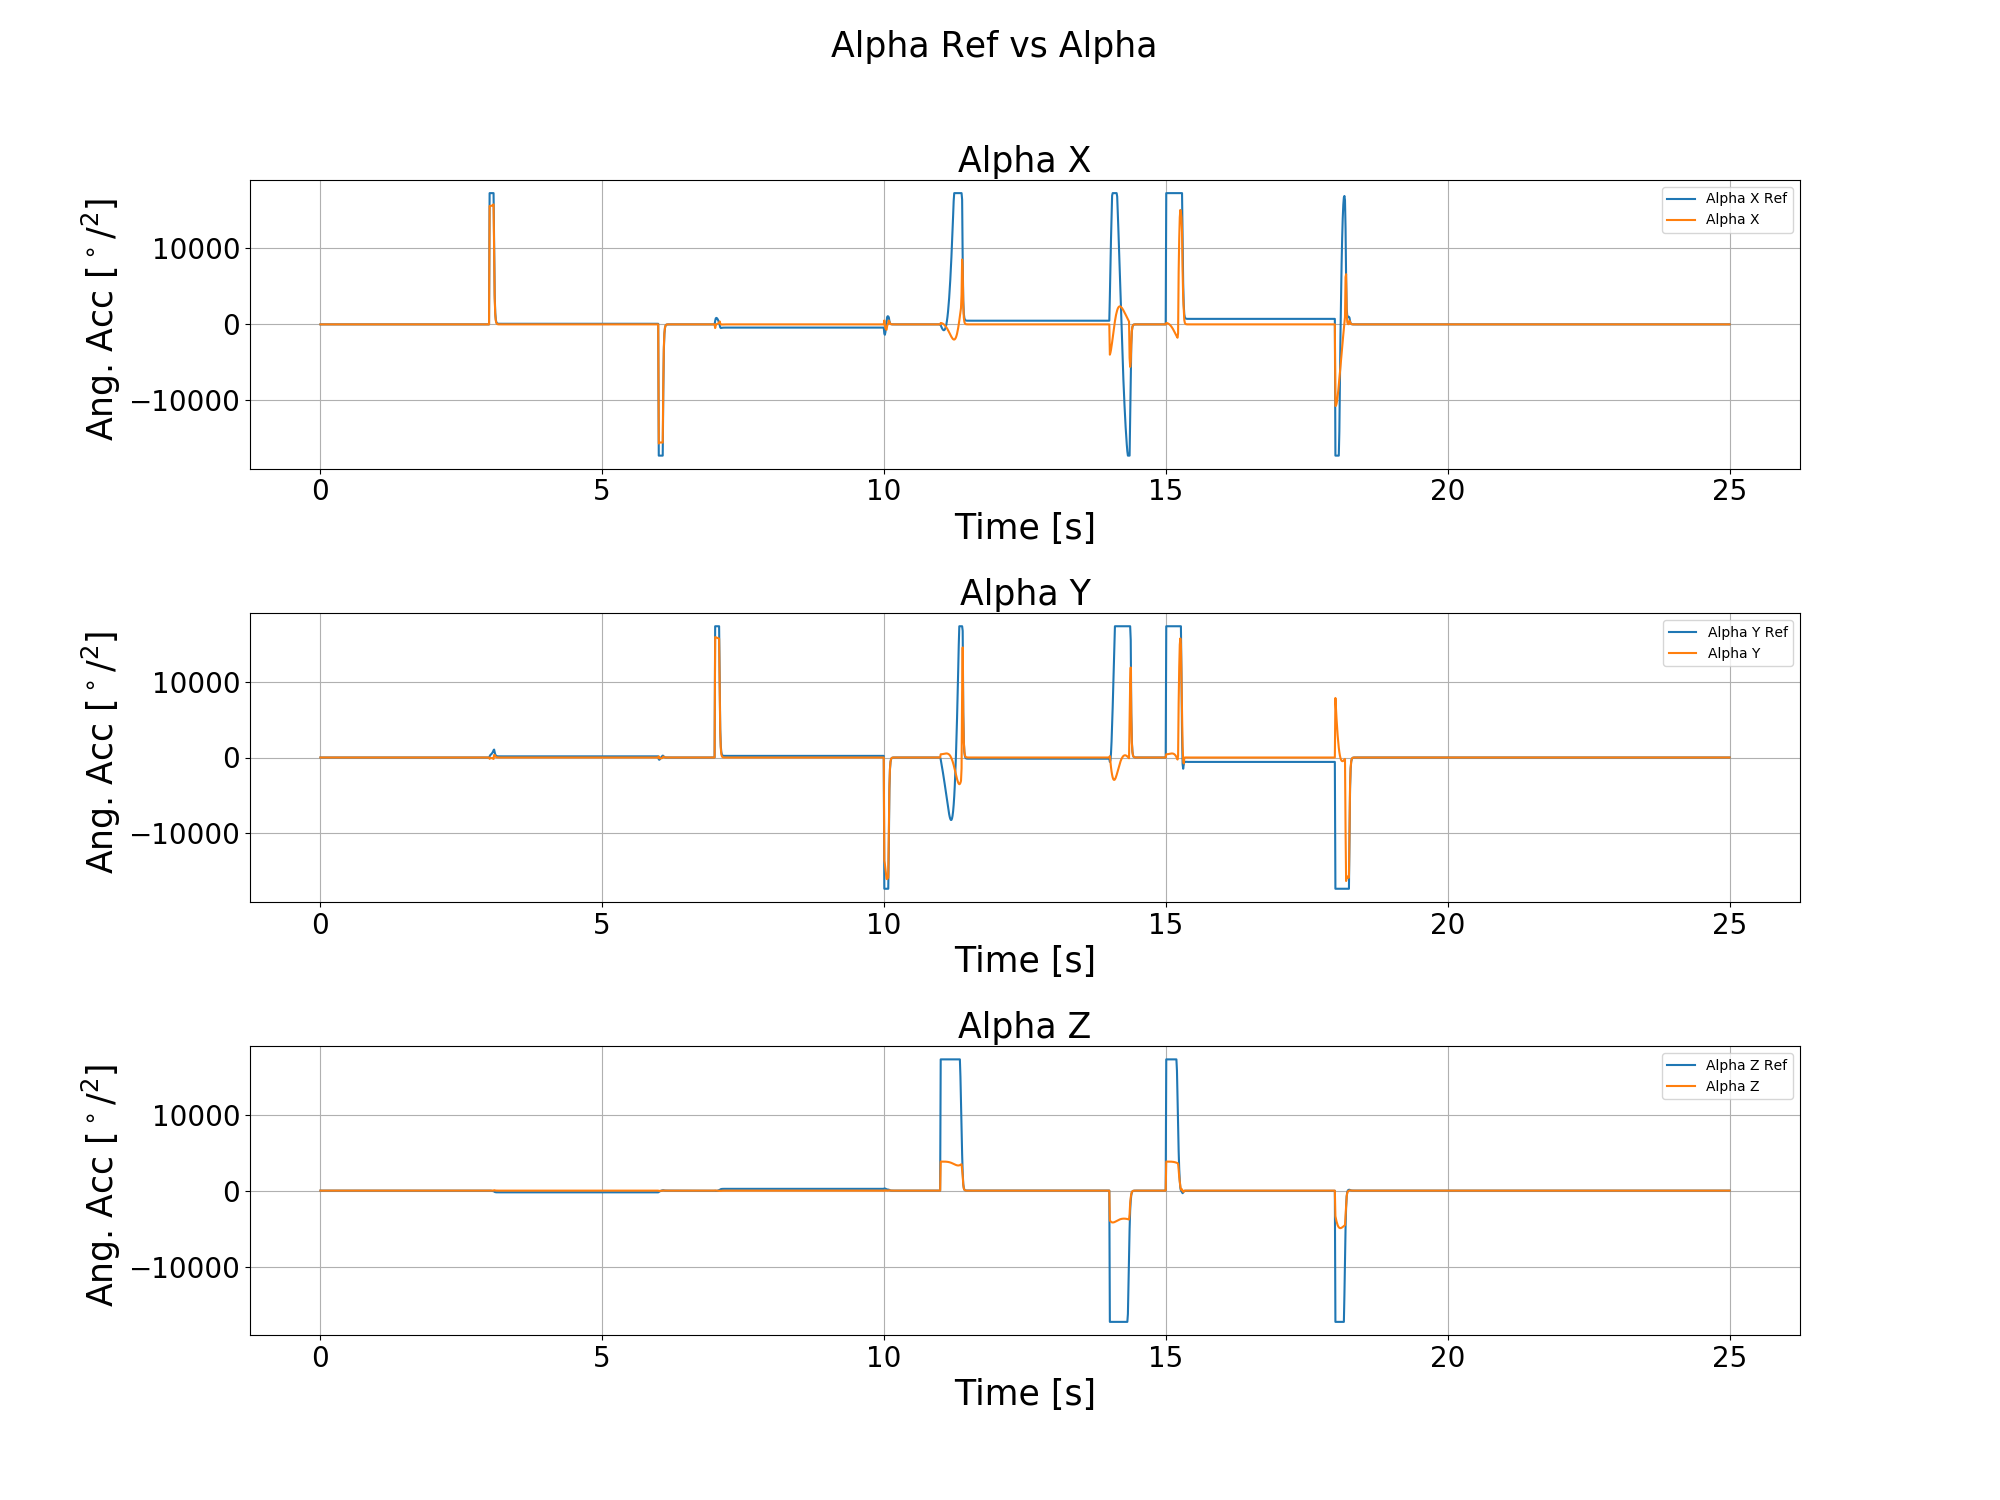 Alpha Ref vs Alpha
Alpha X
Ang. Acc [°/²]
10000
0
−10000
Alpha X Ref
Alpha X
0 5 10 15 20 25
Time [s]
Alpha Y
Ang. Acc [°/²]
10000
0
−10000
Alpha Y Ref
Alpha Y
0 5 10 15 20 25
Time [s]
Alpha Z
Ang. Acc [°/²]
10000
0
−10000
Alpha Z Ref
Alpha Z
0 5 10 15 20 25
Time [s]